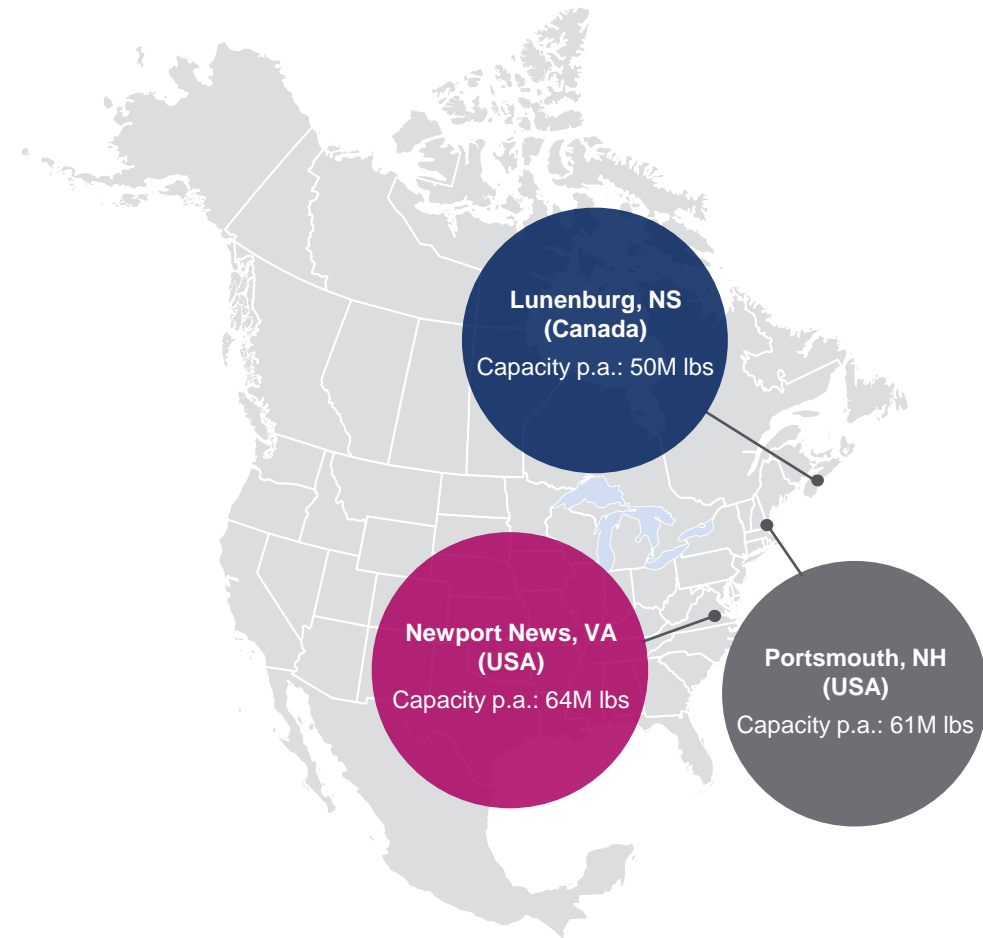 Lunenburg, NS
(Canada)
Capacity p.a.: 50M lbs
Newport News, VA
(USA)
Capacity p.a.: 64M lbs
Portsmouth, NH
(USA)
Capacity p.a.: 61M lbs